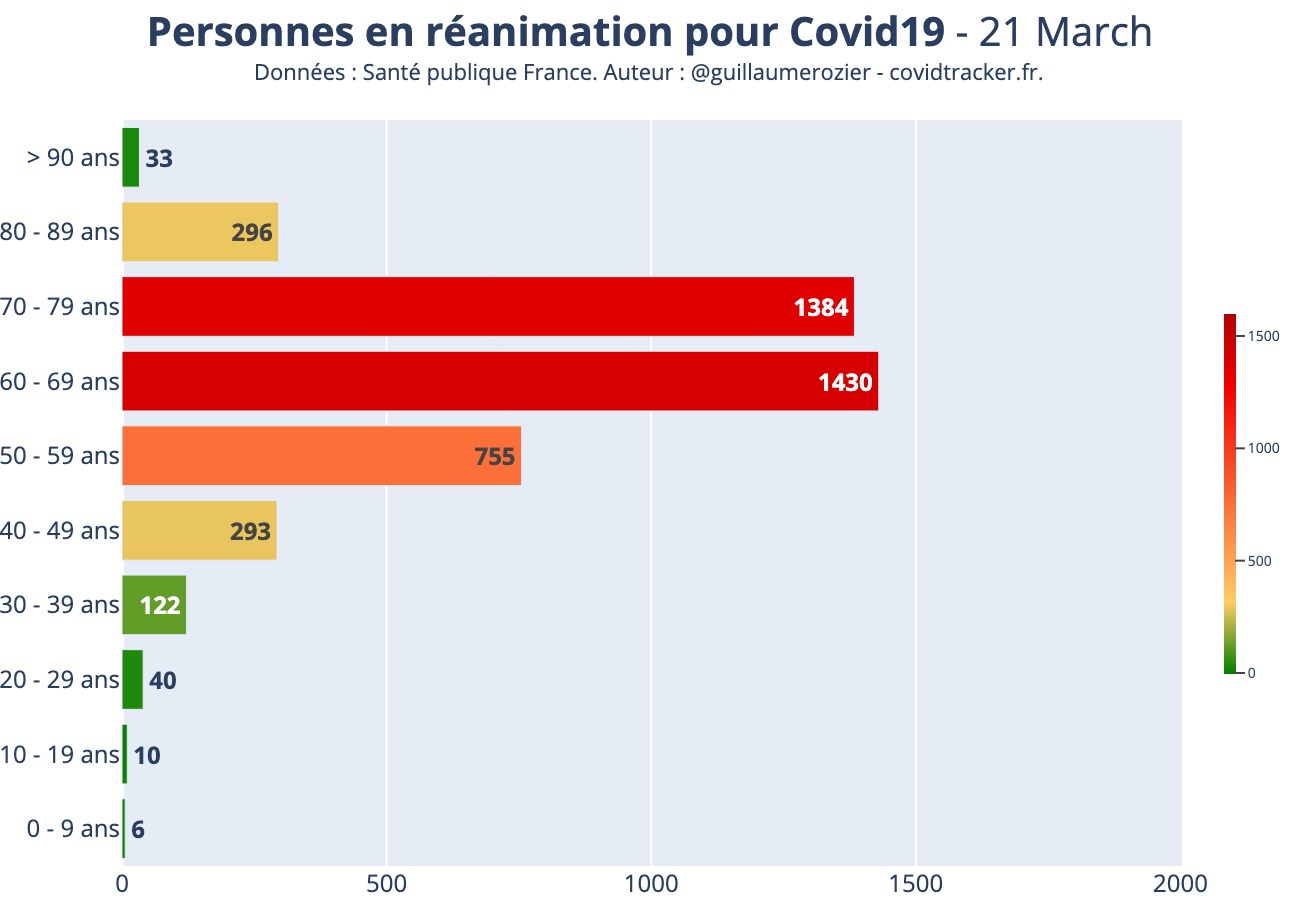 Personnes en réanimation pour Covid19 - 21 March
Données : Santé publique France. Auteur : @guillaumerozier - covidtracker.fr.
> 90 ans 33
80 - 89 ans 296
70 - 79 ans 1384
60 - 69 ans 1430
50 - 59 ans 755
40 - 49 ans 293
30 - 39 ans 122
20 - 29 ans 40
10 - 19 ans 10
0 - 9 ans 6
0 500 1000 1500 2000
1500
1000
500
0